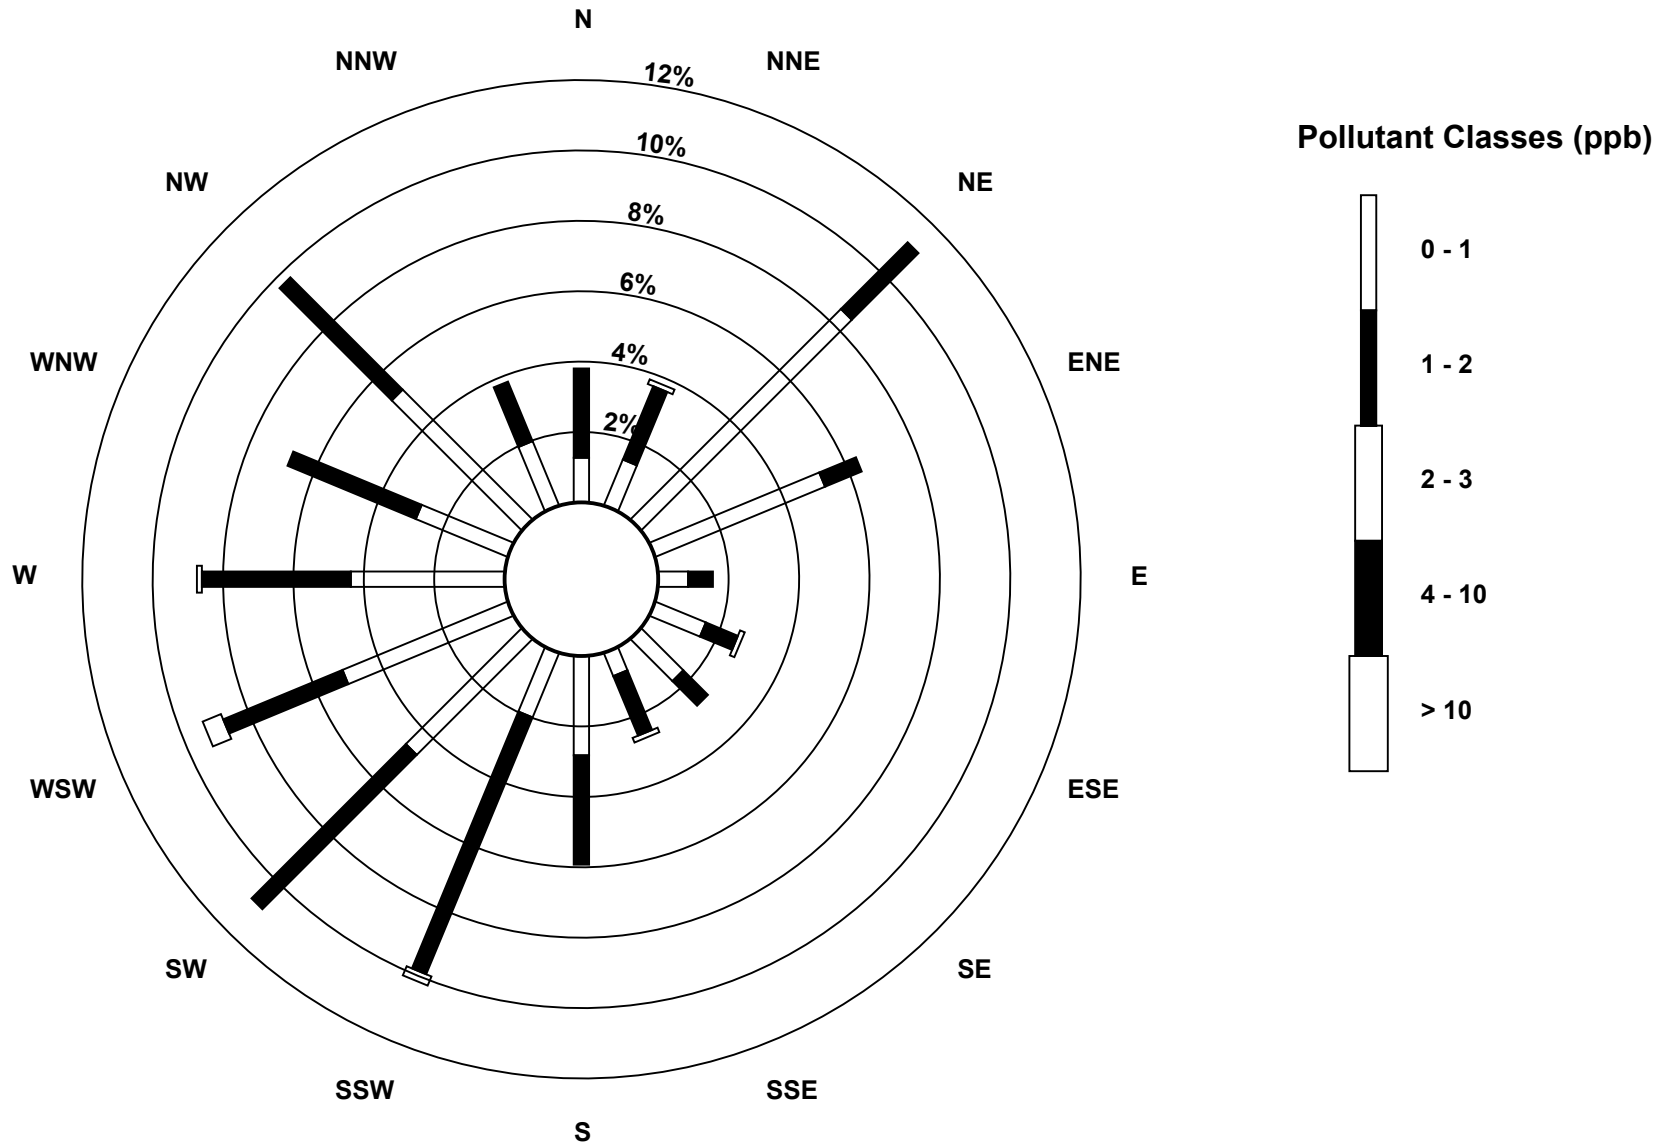 N
NNW
NNE
12%
10%
NW
NE
8%
6%
WNW
ENE
4%
2%
W
E
WSW
ESE
SW
SE
SSW
SSE
S
Pollutant Classes (ppb)
0 - 1
1 - 2
2 - 3
4 - 10
> 10